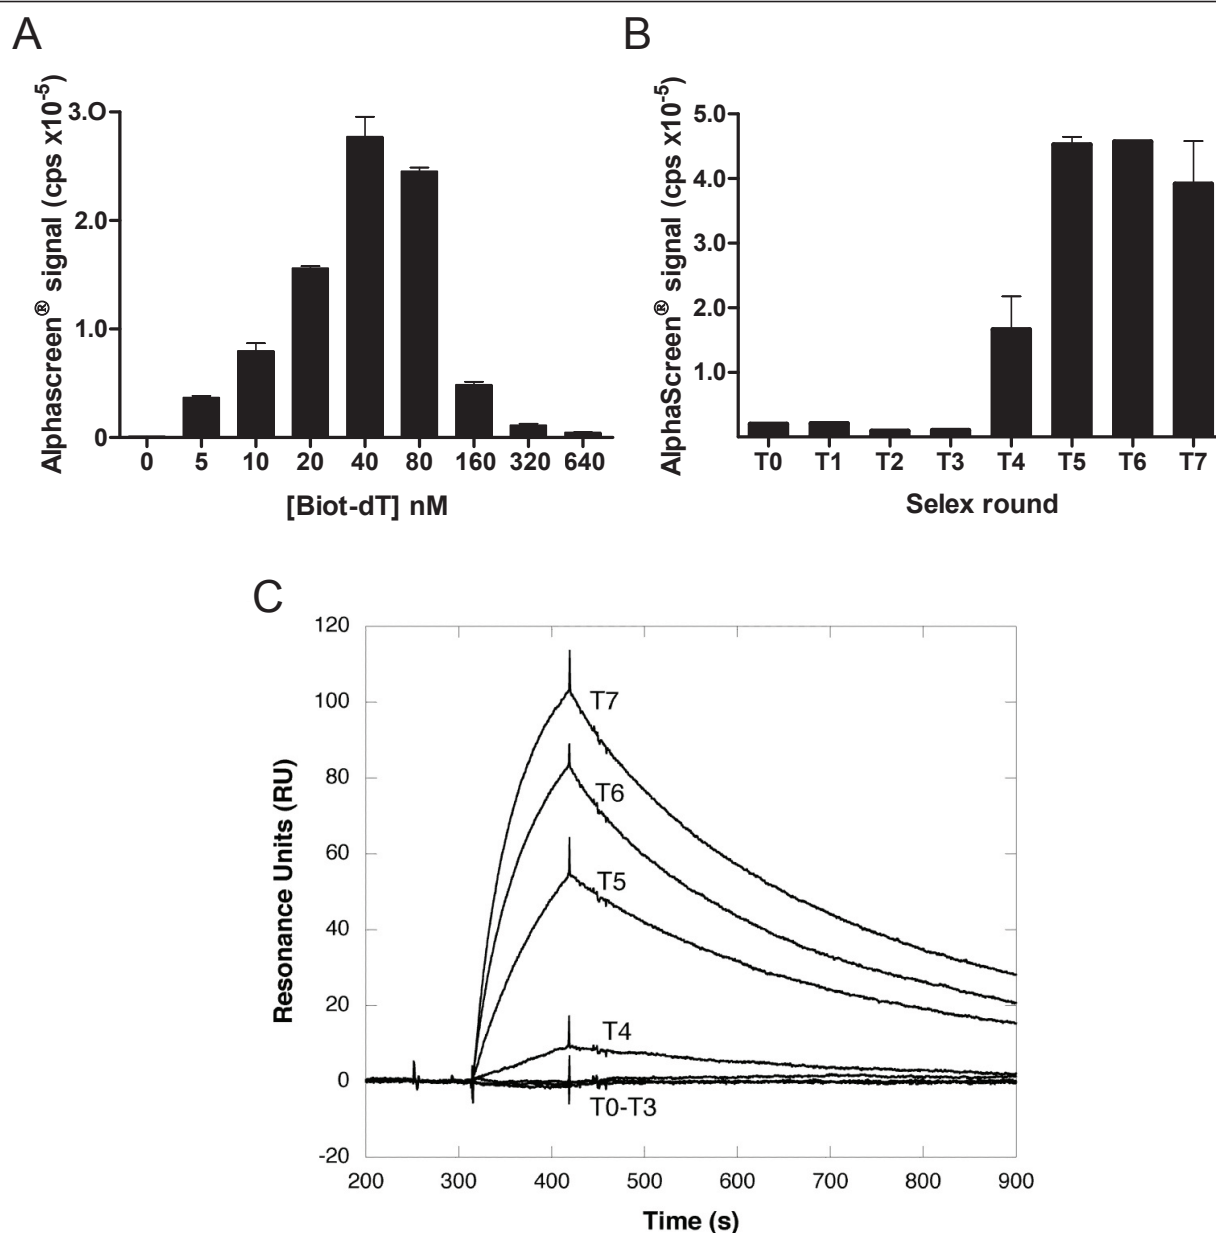 A
Alphascreen® signal (cps x10-5)
3.O
2.0
1.0
0
0 5 10 20 40 80 160 320 640
[Biot-dT] nM
B
AlphaScreen® signal (cps x10-5)
5.0
4.0
3.0
2.0
1.0
T0 T1 T2 T3 T4 T5 T6 T7
Selex round
C
Resonance Units (RU)
120
100
80
60
40
20
0
-20
T7
T6
T5
T4
T0-T3
200 300 400 500 600 700 800 900
Time (s)